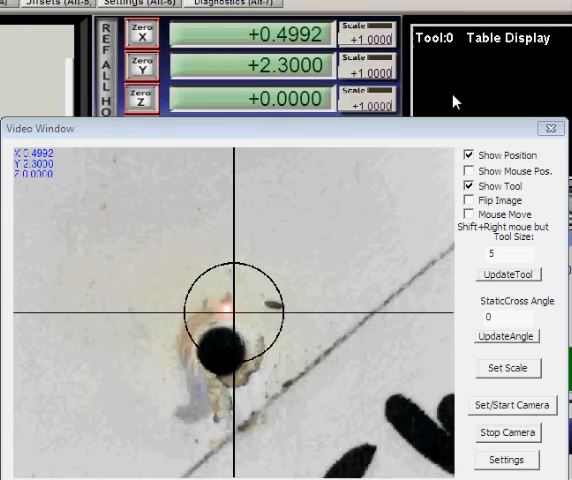 Offsets (Alt-5,
Settings (Alt-6)
Diagnostics (Alt-7)
REF ALL HO
Zero X
+0.4992
Scale
+1.0000
Zero Y
+2.3000
Scale
+1.0000
Zero Z
+0.0000
Scale
+1.0000
Tool:0 Table Display
Video Window
X 0.4992
Y 2.3000
Z 0.0000
Show Position
Show Mouse Pos.
Show Tool
Flip Image
Mouse Move
Shift+Right moue but
Tool Size:
5
UpdateTool
StaticCross Angle
0
UpdateAngle
Set Scale
Set/Start Camera
Stop Camera
Settings